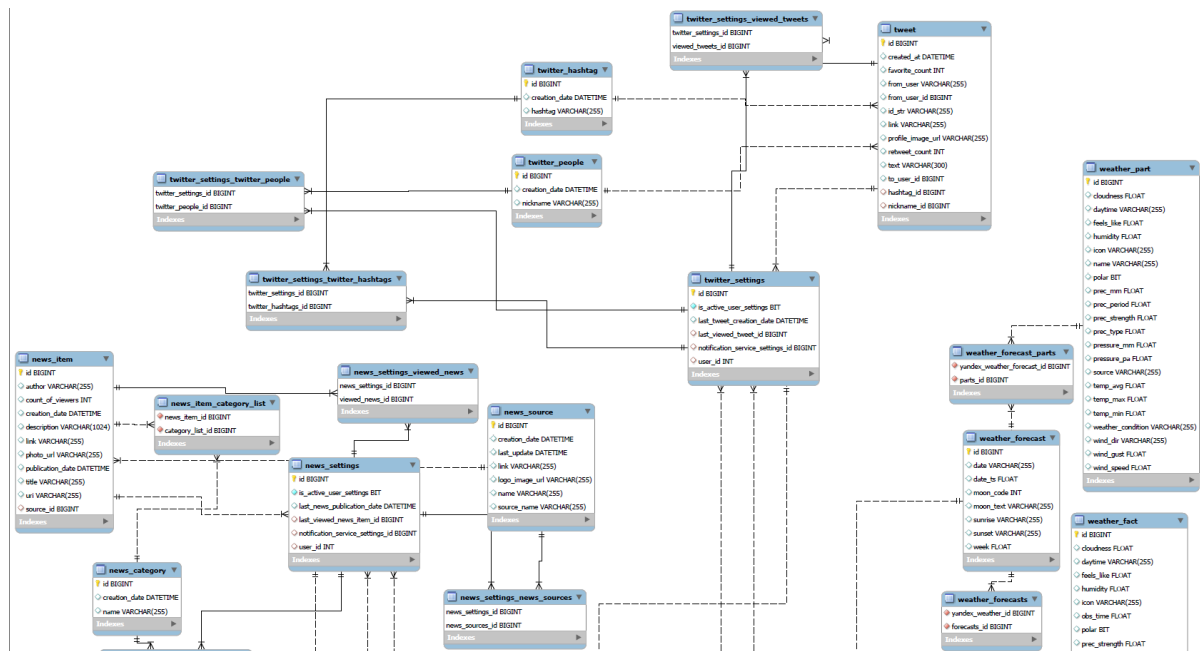 twitter_settings_viewed_tweets
twitter_settings_id BIGINT
viewed_tweets_id BIGINT
Indexes
tweet
id BIGINT
created_at DATETIME
favorite_count INT
from_user VARCHAR(255)
from_user_id BIGINT
id_str VARCHAR(255)
link VARCHAR(255)
profile_image_url VARCHAR(255)
retweet_count INT
text VARCHAR(300)
to_user_id BIGINT
hashtag_id BIGINT
nickname_id BIGINT
Indexes
twitter_hashtag
id BIGINT
creation_date DATETIME
hashtag VARCHAR(255)
Indexes
twitter_people
id BIGINT
creation_date DATETIME
nickname VARCHAR(255)
Indexes
twitter_settings_twitter_people
twitter_settings_id BIGINT
twitter_people_id BIGINT
Indexes
weather_part
id BIGINT
cloudness FLOAT
daytime VARCHAR(255)
feels_like FLOAT
humidity FLOAT
icon VARCHAR(255)
name VARCHAR(255)
polar BIT
prec_mm FLOAT
prec_period FLOAT
prec_strength FLOAT
prec_type FLOAT
pressure_mm FLOAT
pressure_pa FLOAT
source VARCHAR(255)
temp_avg FLOAT
temp_max FLOAT
temp_min FLOAT
weather_condition VARCHAR(255)
wind_dir VARCHAR(255)
wind_gust FLOAT
wind_speed FLOAT
Indexes
twitter_settings_twitter_hashtags
twitter_settings_id BIGINT
twitter_hashtags_id BIGINT
Indexes
twitter_settings
id BIGINT
is_active_user_settings BIT
last_tweet_creation_date DATETIME
last_viewed_tweet_id BIGINT
notification_service_settings_id BIGINT
user_id INT
Indexes
weather_forecast_parts
yandex_weather_forecast_id BIGINT
parts_id BIGINT
Indexes
news_item
id BIGINT
author VARCHAR(255)
count_of_viewers INT
creation_date DATETIME
description VARCHAR(1024)
link VARCHAR(255)
photo_url VARCHAR(255)
publication_date DATETIME
title VARCHAR(255)
uri VARCHAR(255)
source_id BIGINT
Indexes
news_settings_viewed_news
news_settings_id BIGINT
viewed_news_id BIGINT
Indexes
news_item_category_list
news_item_id BIGINT
category_list_id BIGINT
Indexes
news_source
id BIGINT
creation_date DATETIME
last_update DATETIME
link VARCHAR(255)
logo_image_url VARCHAR(255)
name VARCHAR(255)
source_name VARCHAR(255)
Indexes
news_settings
id BIGINT
is_active_user_settings BIT
last_news_publication_date DATETIME
last_viewed_news_item_id BIGINT
notification_service_settings_id BIGINT
user_id INT
Indexes
weather_forecast
id BIGINT
date VARCHAR(255)
date_ts FLOAT
moon_code INT
moon_text VARCHAR(255)
sunrise VARCHAR(255)
sunset VARCHAR(255)
week FLOAT
Indexes
weather_fact
id BIGINT
cloudness FLOAT
daytime VARCHAR(255)
feels_like FLOAT
humidity FLOAT
icon VARCHAR(255)
obs_time FLOAT
polar BIT
prec_strength FLOAT
news_category
id BIGINT
creation_date DATETIME
name VARCHAR(255)
Indexes
news_settings_news_sources
news_settings_id BIGINT
news_sources_id BIGINT
Indexes
weather_forecasts
yandex_weather_id BIGINT
forecasts_id BIGINT
Indexes